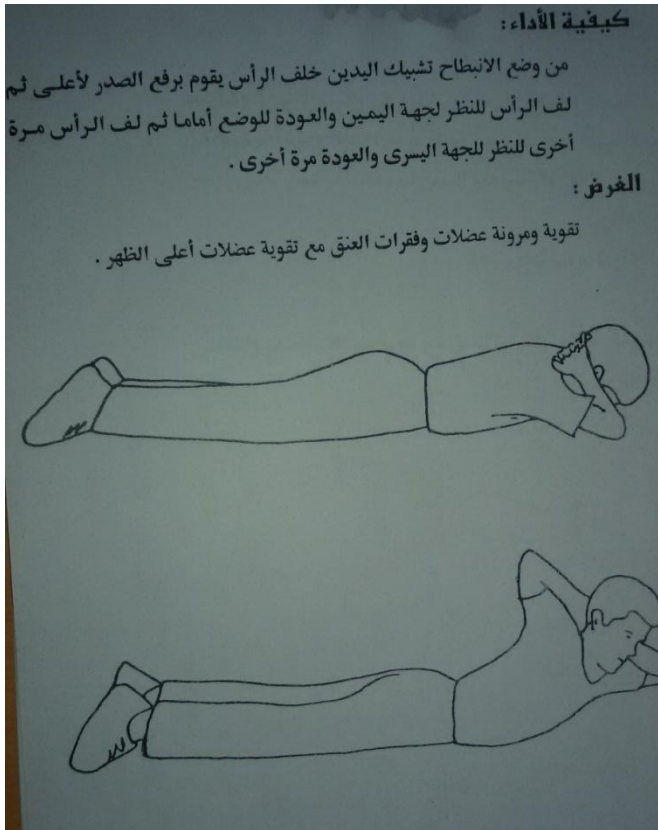 كيفية الأداء:
من وضع الانبطاح تشبيك اليدين خلف الرأس يقوم برفع الصدر لأعلى ثم
لف الرأس للنظر لجهة اليمين والعودة للوضع أماما ثم لف الرأس مرة
أخرى للنظر للجهة اليسرى والعودة مرة أخرى .
الغرض :
تقوية ومرونة عضلات وفقرات العنق مع تقوية عضلات أعلى الظهر .